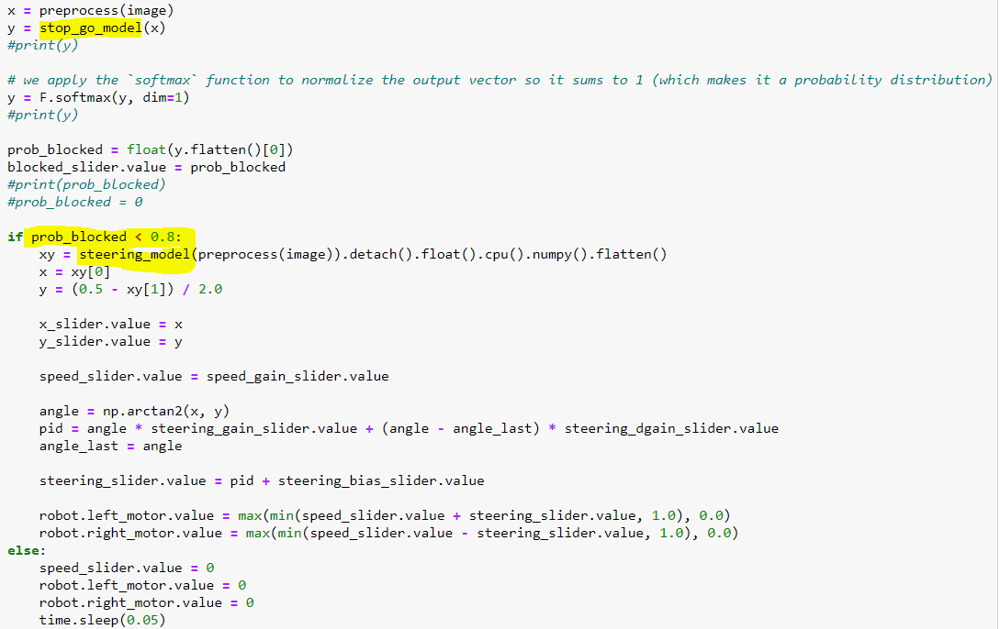 x = preprocess(image)
y = stop_go_model(x)
#print(y)
# we apply the `softmax` function to normalize the output vector so it sums to 1 (which makes it a probability distribution)
y = F.softmax(y, dim=1)
#print(y)
prob_blocked = float(y.flatten()[0])
blocked_slider.value = prob_blocked
#print(prob_blocked)
#prob_blocked = 0
if prob_blocked < 0.8:
    xy = steering_model(preprocess(image)).detach().float().cpu().numpy().flatten()
    x = xy[0]
    y = (0.5 - xy[1]) / 2.0
    x_slider.value = x
    y_slider.value = y
    speed_slider.value = speed_gain_slider.value
    angle = np.arctan2(x, y)
    pid = angle * steering_gain_slider.value + (angle - angle_last) * steering_dgain_slider.value
    angle_last = angle
    steering_slider.value = pid + steering_bias_slider.value
    robot.left_motor.value = max(min(speed_slider.value + steering_slider.value, 1.0), 0.0)
    robot.right_motor.value = max(min(speed_slider.value - steering_slider.value, 1.0), 0.0)
else:
    speed_slider.value = 0
    robot.left_motor.value = 0
    robot.right_motor.value = 0
    time.sleep(0.05)